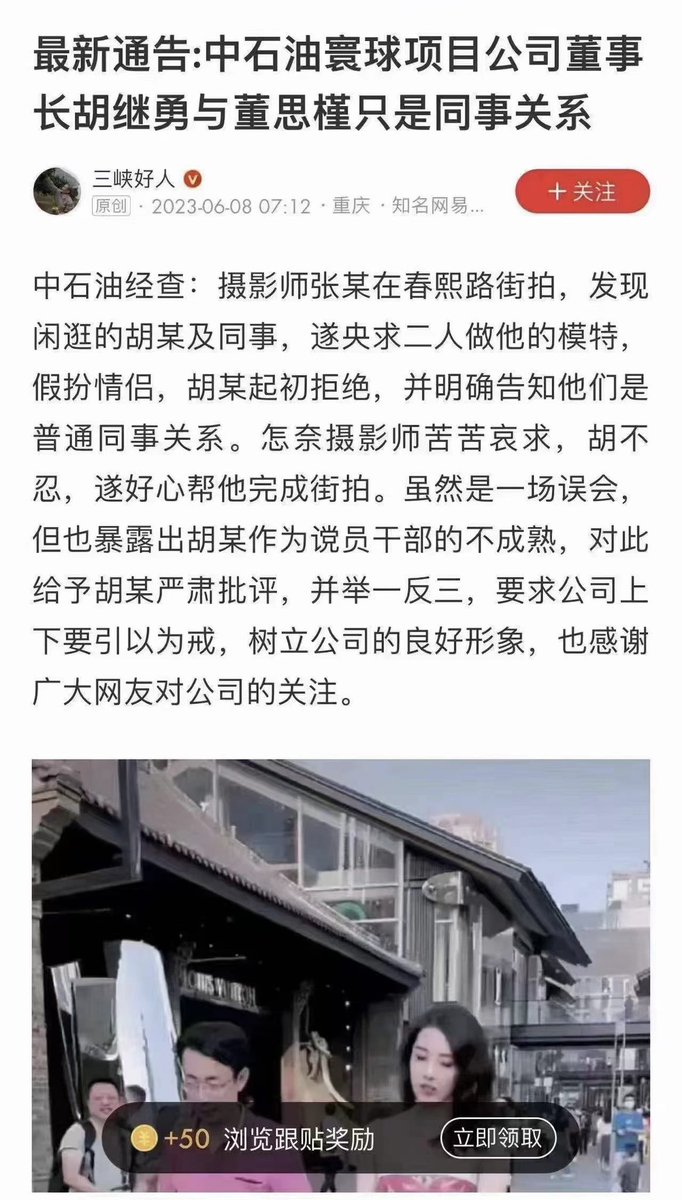 最新通告:中石油寰球项目公司董事
长胡继勇与董思槿只是同事关系
三峡好人
+ 关注
原创 · 2023-06-08 07:12 · 重庆 · 知名网易...
中石油经查：摄影师张某在春熙路街拍，发现
闲逛的胡某及同事，遂央求二人做他的模特，
假扮情侣，胡某起初拒绝，并明确告知他们是
普通同事关系。怎奈摄影师苦苦哀求，胡不
忍，遂好心帮他完成街拍。虽然是一场误会，
但也暴露出胡某作为谠员干部的不成熟，对此
给予胡某严肃批评，并举一反三，要求公司上
下要引以为戒，树立公司的良好形象，也感谢
广大网友对公司的关注。
LOUIS VUITTON
+50 浏览跟贴奖励 立即领取